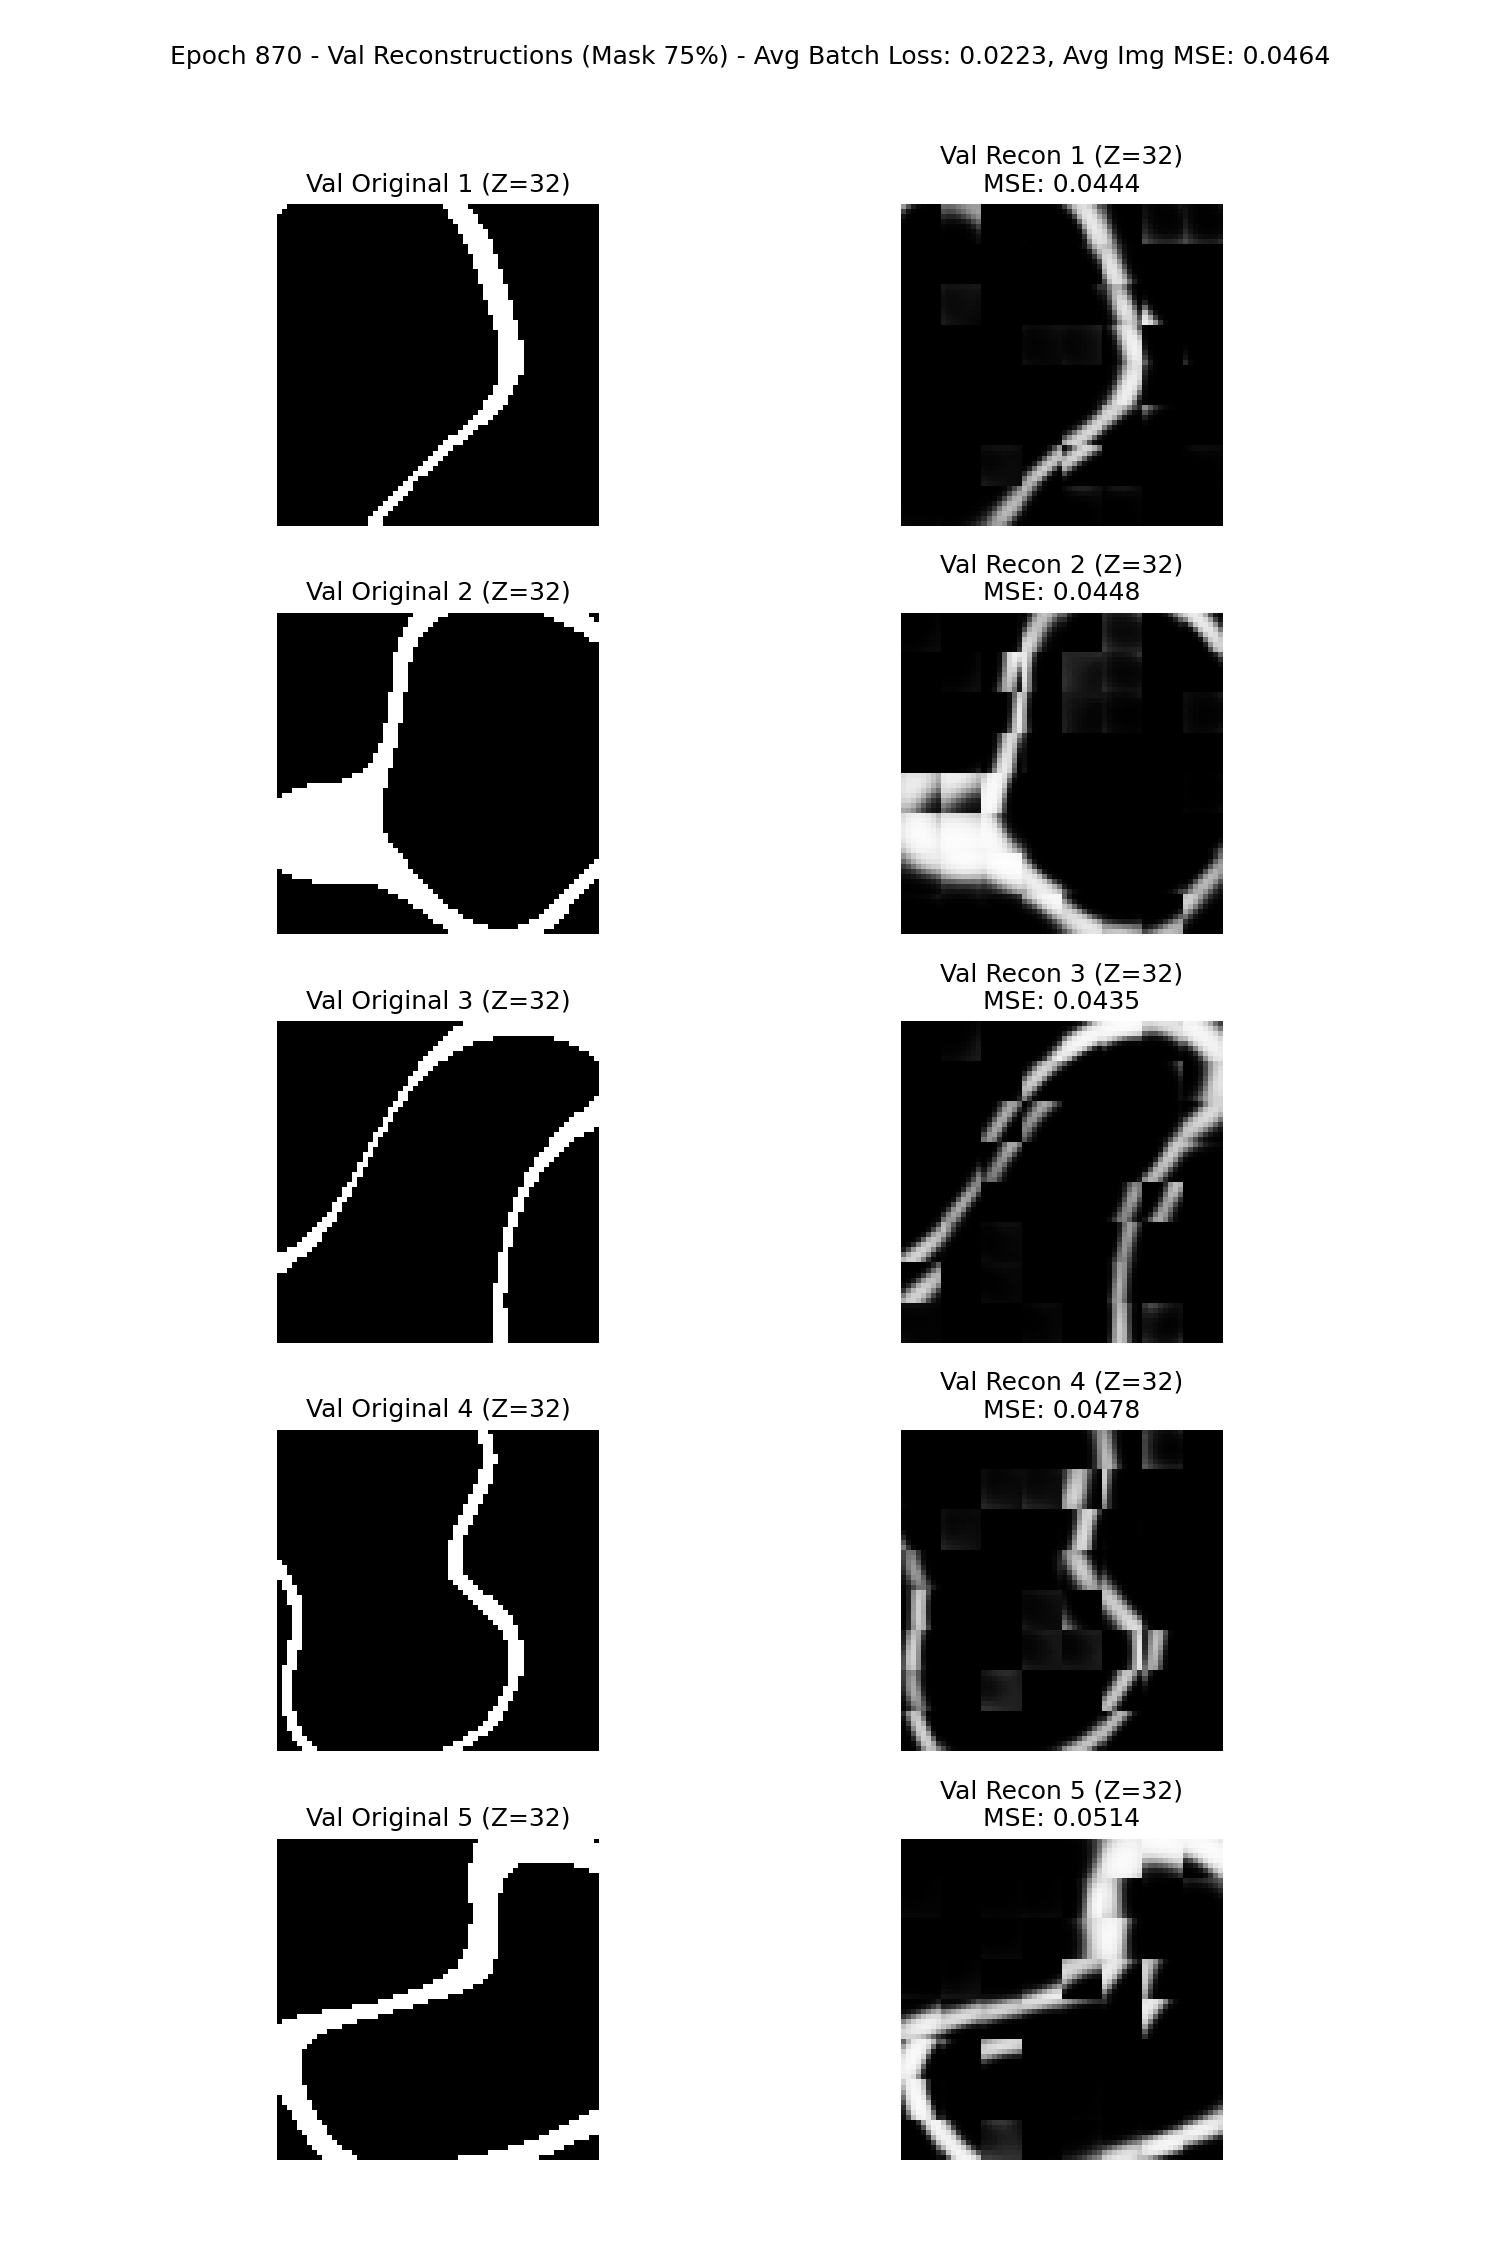 Epoch 870 - Val Reconstructions (Mask 75%) - Avg Batch Loss: 0.0223, Avg Img MSE: 0.0464
Val Original 1 (Z=32)
Val Recon 1 (Z=32)
MSE: 0.0444
Val Original 2 (Z=32)
Val Recon 2 (Z=32)
MSE: 0.0448
Val Original 3 (Z=32)
Val Recon 3 (Z=32)
MSE: 0.0435
Val Original 4 (Z=32)
Val Recon 4 (Z=32)
MSE: 0.0478
Val Original 5 (Z=32)
Val Recon 5 (Z=32)
MSE: 0.0514